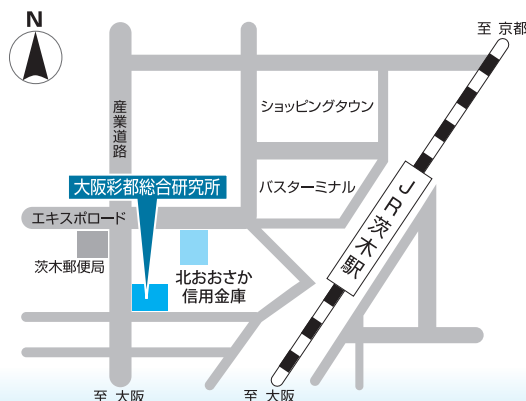 N
至 京都
産業道路
ショッピングタウン
大阪彩都総合研究所
バスターミナル
JR茨木駅
エキスポロード
茨木郵便局
北おおさか
信用金庫
至 大阪
至 大阪